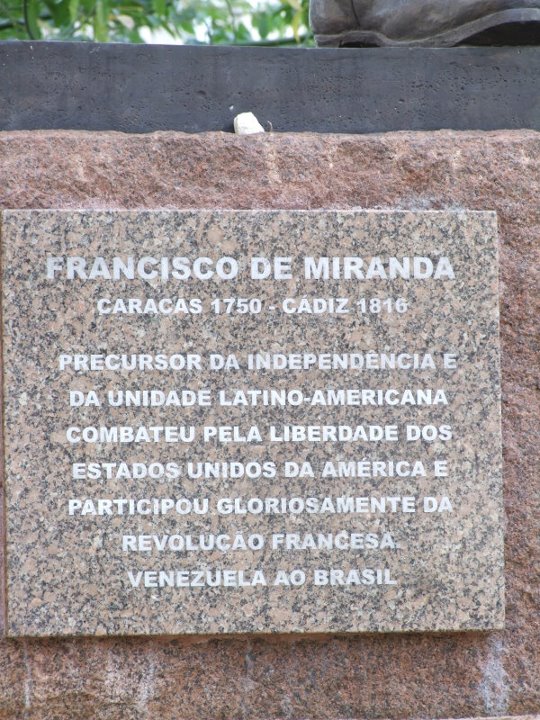 FRANCISCO DE MIRANDA
CARACAS 1750 - CÁDIZ 1816
PRECURSOR DA INDEPENDÊNCIA E
DA UNIDADE LATINO-AMERICANA
COMBATEU PELA LIBERDADE DOS
ESTADOS UNIDOS DA AMÉRICA E
PARTICIPOU GLORIOSAMENTE DA
REVOLUÇÃO FRANCESA
VENEZUELA AO BRASIL